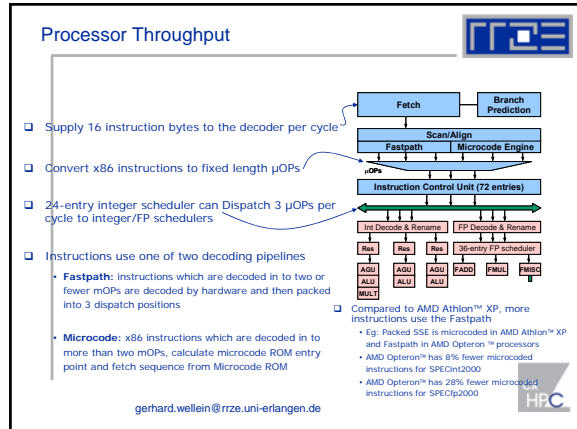 Processor Throughput
rrze
❑ Supply 16 instruction bytes to the decoder per cycle
❑ Convert x86 instructions to fixed length µOPs
❑ 24-entry integer scheduler can Dispatch 3 µOPs per
cycle to integer/FP schedulers
❑ Instructions use one of two decoding pipelines
• Fastpath: instructions which are decoded in to two or
fewer mOPs are decoded by hardware and then packed
into 3 dispatch positions
• Microcode: x86 instructions which are decoded in to
more than two mOPs, calculate microcode ROM entry
point and fetch sequence from Microcode ROM
Fetch
Branch
Prediction
Scan/Align
Fastpath
Microcode Engine
µOPs
Instruction Control Unit (72 entries)
Int Decode & Rename
FP Decode & Rename
Res
Res
Res
36-entry FP scheduler
AGU
AGU
AGU
FADD
FMUL
FMISC
ALU
ALU
ALU
MULT
❑ Compared to AMD Athlon™ XP, more
instructions use the Fastpath
• Eg: Packed SSE is microcoded in AMD Athlon™ XP
and Fastpath in AMD Opteron ™ processors
• AMD Opteron™ has 8% fewer microcoded
instructions for SPECint2000
• AMD Opteron™ has 28% fewer microcoded
instructions for SPECfp2000
gerhard.wellein@rrze.uni-erlangen.de
HPC